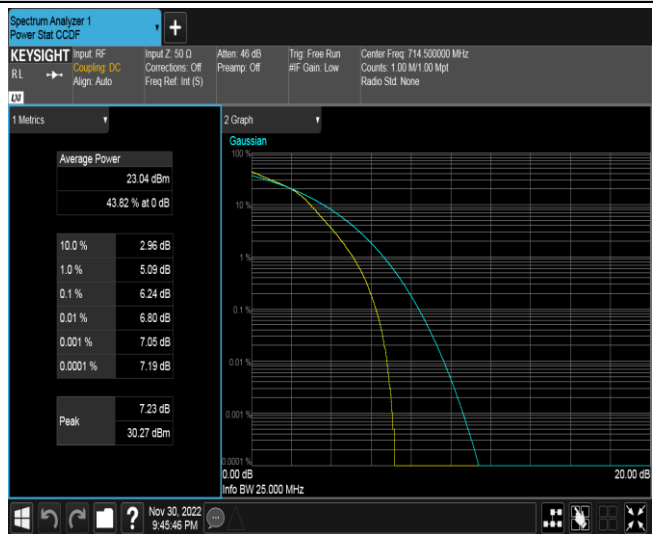 Spectrum Analyzer 1
Power Stat CCDF
KEYSIGHT
RL
LXI
Input: RF
Coupling: DC
Align: Auto
Input Z: 50 Ω
Corrections: Off
Freq Ref: Int (S)
Atten: 46 dB
Preamp: Off
Trig: Free Run
#IF Gain: Low
Center Freq: 714.500000 MHz
Counts: 1.00 M/1.00 Mpt
Radio Std: None
1 Metrics
Average Power
23.04 dBm
43.82 % at 0 dB
10.0 % 2.96 dB
1.0 % 5.09 dB
0.1 % 6.24 dB
0.01 % 6.80 dB
0.001 % 7.05 dB
0.0001 % 7.19 dB
Peak
7.23 dB
30.27 dBm
2 Graph
Gaussian
100 %
10 %
1 %
0.1 %
0.01 %
0.001 %
0.0001 %
0.00 dB 20.00 dB
Info BW 25.000 MHz
Nov 30, 2022
9:45:46 PM